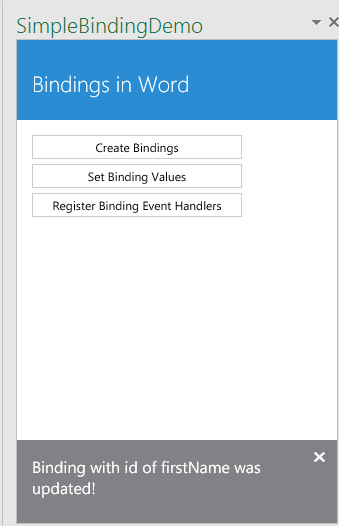 SimpleBindingDemo
Bindings in Word
Create Bindings
Set Binding Values
Register Binding Event Handlers
Binding with id of firstName was
updated!